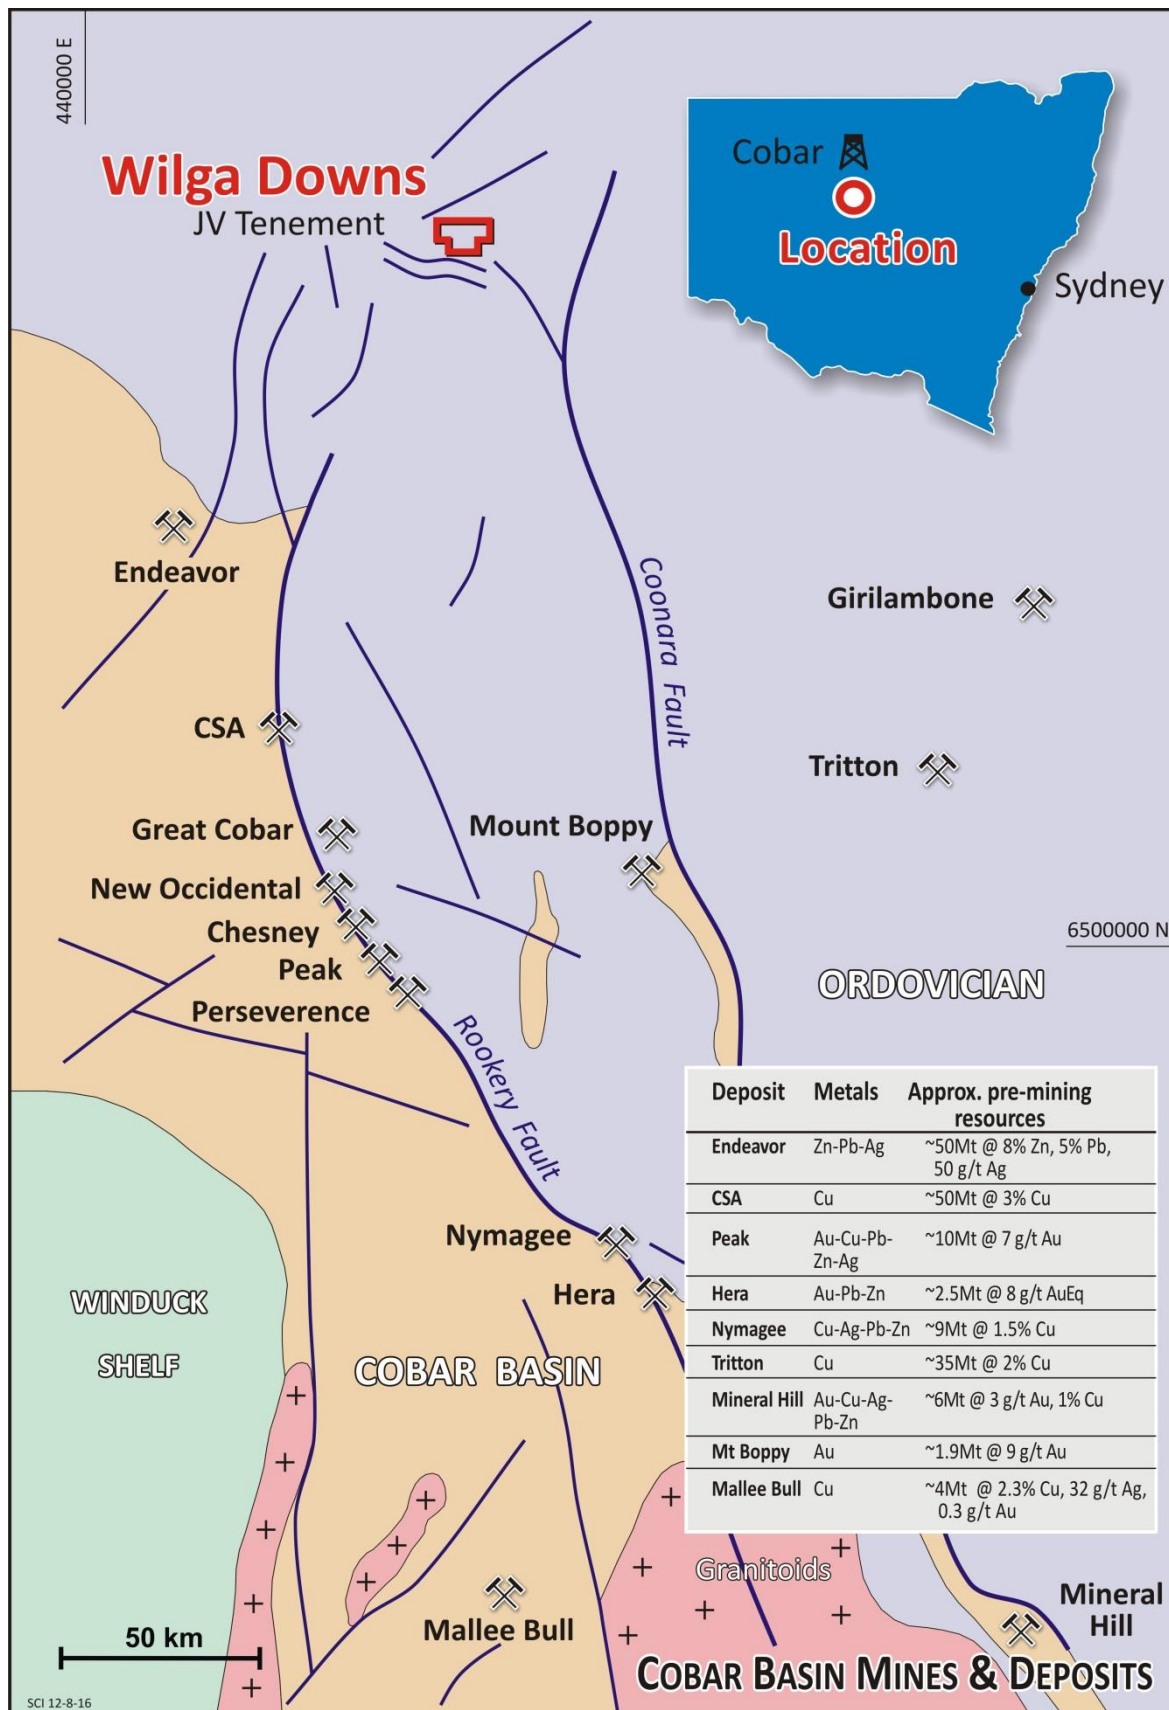 440000 E
Wilga Downs
JV Tenement
Cobar
Location
Sydney
Endeavor
Coonara Fault
Girilambone
CSA
Tritton
Great Cobar
Mount Boppy
New Occidental
Chesney
6500000 N
Peak
ORDOVICIAN
Perseverence
Rookery Fault
Deposit Metals Approx. pre-mining
resources
Endeavor Zn-Pb-Ag ~50Mt @ 8% Zn, 5% Pb,
50 g/t Ag
CSA Cu ~50Mt @ 3% Cu
Peak Au-Cu-Pb- ~10Mt @ 7 g/t Au
Zn-Ag
Hera Au-Pb-Zn ~2.5Mt @ 8 g/t AuEq
Nymagee Cu-Ag-Pb-Zn ~9Mt @ 1.5% Cu
Tritton Cu ~35Mt @ 2% Cu
Mineral Hill Au-Cu-Ag- ~6Mt @ 3 g/t Au, 1% Cu
Pb-Zn
Mt Boppy Au ~1.9Mt @ 9 g/t Au
Mallee Bull Cu ~4Mt @ 2.3% Cu, 32 g/t Ag,
0.3 g/t Au
Nymagee
Hera
WINDUCK
SHELF
COBAR BASIN
Granitoids
Mallee Bull
Mineral
Hill
50 km
COBAR BASIN MINES & DEPOSITS
SCI 12-8-16